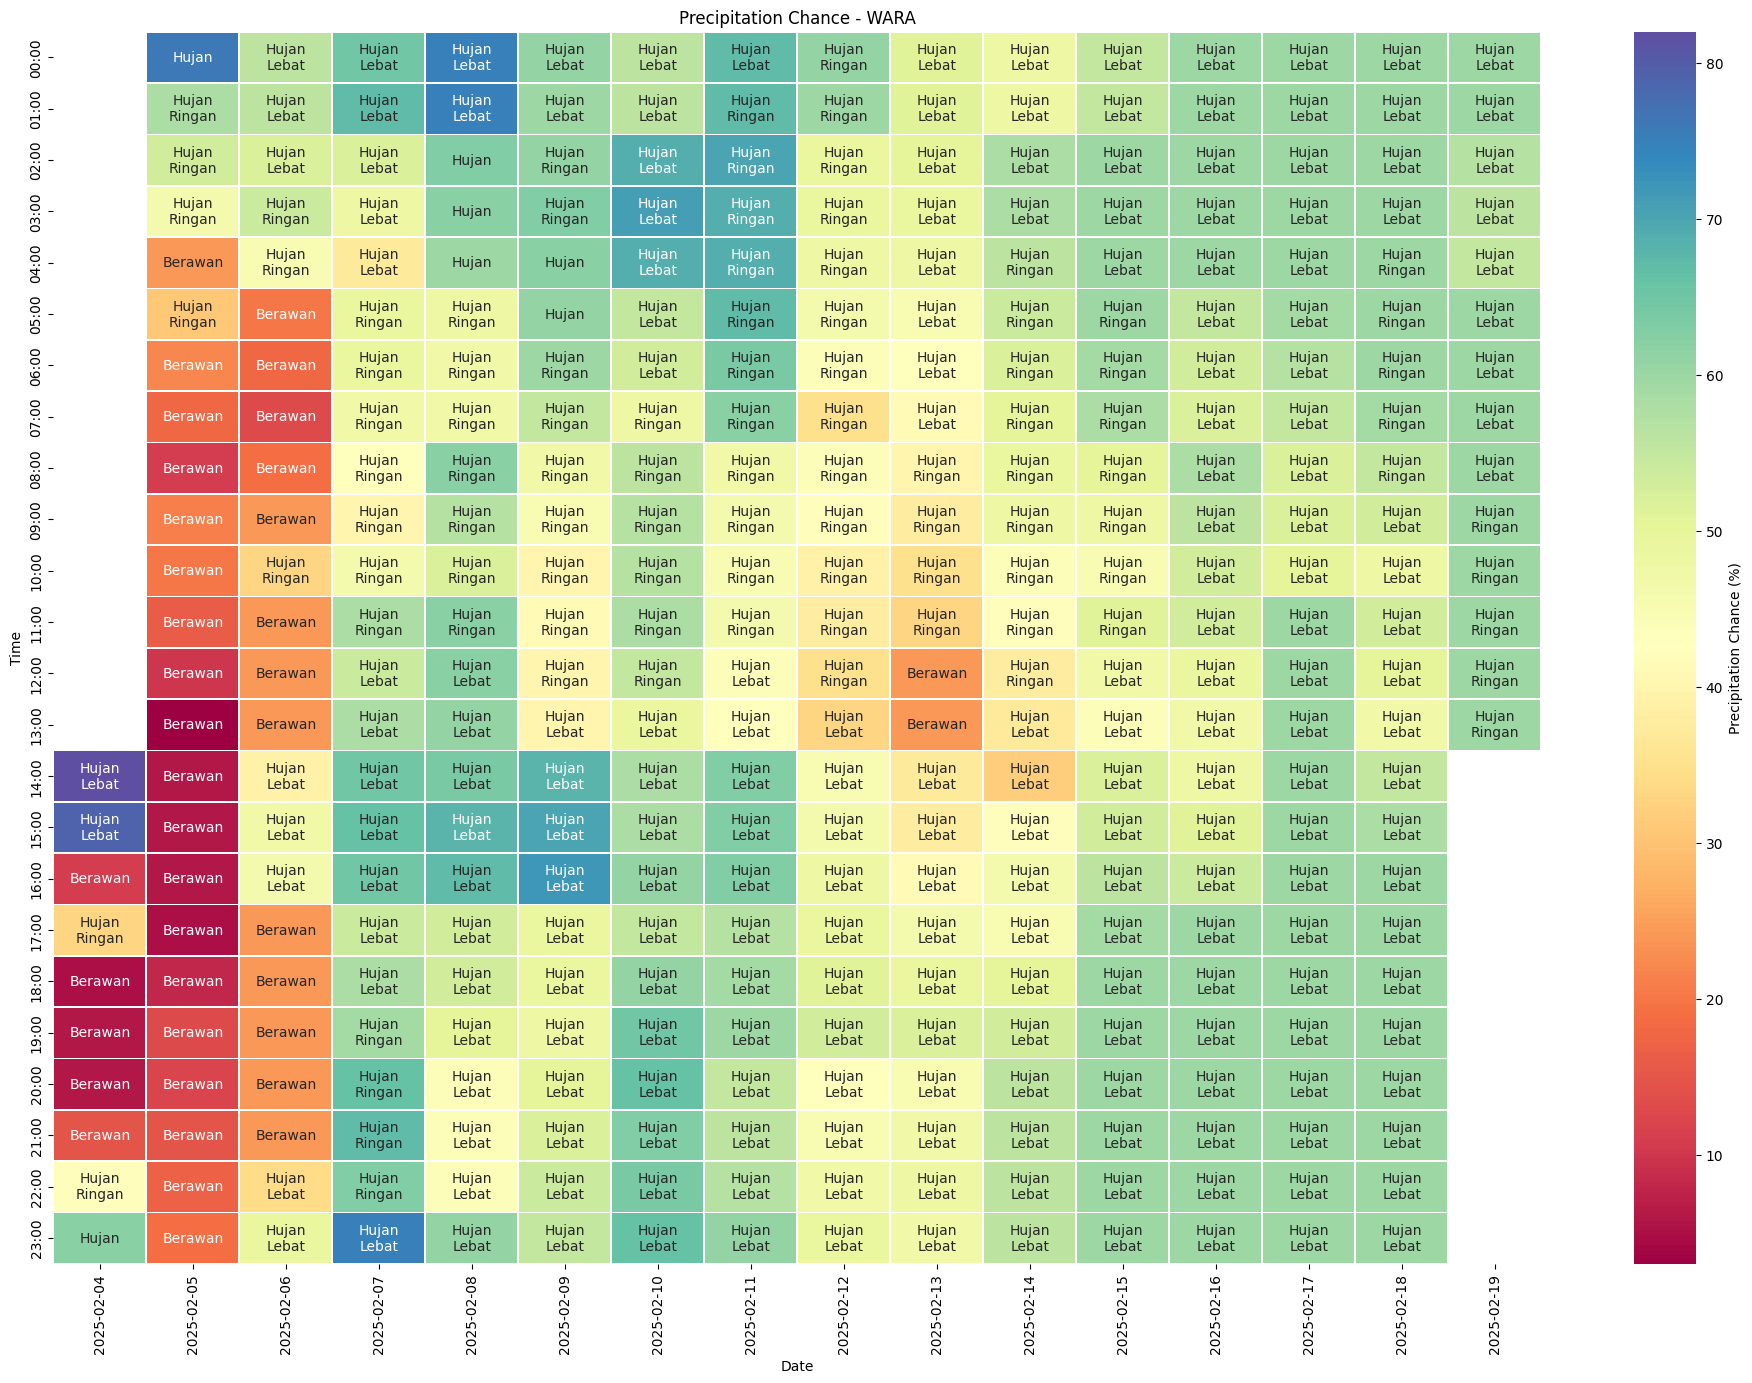 Precipitation Chance - WARA
00:00 Hujan Hujan Lebat Hujan Lebat Hujan Lebat Hujan Lebat Hujan Lebat Hujan Lebat Hujan Ringan Hujan Lebat Hujan Lebat Hujan Lebat Hujan Lebat Hujan Lebat Hujan Lebat Hujan Lebat
01:00 Hujan Ringan Hujan Lebat Hujan Lebat Hujan Lebat Hujan Lebat Hujan Lebat Hujan Ringan Hujan Ringan Hujan Lebat Hujan Lebat Hujan Lebat Hujan Lebat Hujan Lebat Hujan Lebat Hujan Lebat
02:00 Hujan Ringan Hujan Lebat Hujan Lebat Hujan Hujan Ringan Hujan Lebat Hujan Ringan Hujan Ringan Hujan Lebat Hujan Lebat Hujan Lebat Hujan Lebat Hujan Lebat Hujan Lebat Hujan Lebat
03:00 Hujan Ringan Hujan Ringan Hujan Lebat Hujan Hujan Ringan Hujan Lebat Hujan Ringan Hujan Ringan Hujan Lebat Hujan Lebat Hujan Lebat Hujan Lebat Hujan Lebat Hujan Lebat Hujan Lebat
04:00 Berawan Hujan Ringan Hujan Lebat Hujan Hujan Hujan Lebat Hujan Ringan Hujan Ringan Hujan Lebat Hujan Ringan Hujan Lebat Hujan Lebat Hujan Lebat Hujan Ringan Hujan Lebat
05:00 Hujan Ringan Berawan Hujan Ringan Hujan Ringan Hujan Hujan Lebat Hujan Ringan Hujan Ringan Hujan Lebat Hujan Ringan Hujan Ringan Hujan Lebat Hujan Lebat Hujan Ringan Hujan Lebat
06:00 Berawan Berawan Hujan Ringan Hujan Ringan Hujan Ringan Hujan Lebat Hujan Ringan Hujan Ringan Hujan Lebat Hujan Ringan Hujan Ringan Hujan Lebat Hujan Lebat Hujan Ringan Hujan Lebat
07:00 Berawan Berawan Hujan Ringan Hujan Ringan Hujan Ringan Hujan Ringan Hujan Ringan Hujan Ringan Hujan Lebat Hujan Ringan Hujan Ringan Hujan Lebat Hujan Lebat Hujan Ringan Hujan Lebat
08:00 Berawan Berawan Hujan Ringan Hujan Ringan Hujan Ringan Hujan Ringan Hujan Ringan Hujan Ringan Hujan Ringan Hujan Ringan Hujan Ringan Hujan Lebat Hujan Lebat Hujan Ringan Hujan Lebat
09:00 Berawan Berawan Hujan Ringan Hujan Ringan Hujan Ringan Hujan Ringan Hujan Ringan Hujan Ringan Hujan Ringan Hujan Ringan Hujan Ringan Hujan Lebat Hujan Lebat Hujan Lebat Hujan Ringan
10:00 Berawan Hujan Ringan Hujan Ringan Hujan Ringan Hujan Ringan Hujan Ringan Hujan Ringan Hujan Ringan Hujan Ringan Hujan Ringan Hujan Ringan Hujan Lebat Hujan Lebat Hujan Lebat Hujan Ringan
11:00 Berawan Berawan Hujan Ringan Hujan Ringan Hujan Ringan Hujan Ringan Hujan Ringan Hujan Ringan Hujan Ringan Hujan Ringan Hujan Ringan Hujan Lebat Hujan Lebat Hujan Lebat Hujan Ringan
12:00 Berawan Berawan Hujan Lebat Hujan Lebat Hujan Ringan Hujan Ringan Hujan Lebat Hujan Ringan Berawan Hujan Ringan Hujan Lebat Hujan Lebat Hujan Lebat Hujan Lebat Hujan Ringan
13:00 Berawan Berawan Hujan Lebat Hujan Lebat Hujan Lebat Hujan Lebat Hujan Lebat Hujan Lebat Berawan Hujan Lebat Hujan Lebat Hujan Lebat Hujan Lebat Hujan Lebat Hujan Ringan
14:00 Hujan Lebat Berawan Hujan Lebat Hujan Lebat Hujan Lebat Hujan Lebat Hujan Lebat Hujan Lebat Hujan Lebat Hujan Lebat Hujan Lebat Hujan Lebat Hujan Lebat Hujan Lebat Hujan Lebat
15:00 Hujan Lebat Berawan Hujan Lebat Hujan Lebat Hujan Lebat Hujan Lebat Hujan Lebat Hujan Lebat Hujan Lebat Hujan Lebat Hujan Lebat Hujan Lebat Hujan Lebat Hujan Lebat Hujan Lebat
16:00 Berawan Berawan Hujan Lebat Hujan Lebat Hujan Lebat Hujan Lebat Hujan Lebat Hujan Lebat Hujan Lebat Hujan Lebat Hujan Lebat Hujan Lebat Hujan Lebat Hujan Lebat Hujan Lebat
17:00 Hujan Ringan Berawan Berawan Hujan Lebat Hujan Lebat Hujan Lebat Hujan Lebat Hujan Lebat Hujan Lebat Hujan Lebat Hujan Lebat Hujan Lebat Hujan Lebat Hujan Lebat Hujan Lebat
18:00 Berawan Berawan Berawan Hujan Lebat Hujan Lebat Hujan Lebat Hujan Lebat Hujan Lebat Hujan Lebat Hujan Lebat Hujan Lebat Hujan Lebat Hujan Lebat Hujan Lebat Hujan Lebat
19:00 Berawan Berawan Berawan Hujan Ringan Hujan Lebat Hujan Lebat Hujan Lebat Hujan Lebat Hujan Lebat Hujan Lebat Hujan Lebat Hujan Lebat Hujan Lebat Hujan Lebat Hujan Lebat
20:00 Berawan Berawan Berawan Hujan Ringan Hujan Lebat Hujan Lebat Hujan Lebat Hujan Lebat Hujan Lebat Hujan Lebat Hujan Lebat Hujan Lebat Hujan Lebat Hujan Lebat Hujan Lebat
21:00 Berawan Berawan Berawan Hujan Ringan Hujan Lebat Hujan Lebat Hujan Lebat Hujan Lebat Hujan Lebat Hujan Lebat Hujan Lebat Hujan Lebat Hujan Lebat Hujan Lebat Hujan Lebat
22:00 Hujan Ringan Berawan Hujan Lebat Hujan Ringan Hujan Lebat Hujan Lebat Hujan Lebat Hujan Lebat Hujan Lebat Hujan Lebat Hujan Lebat Hujan Lebat Hujan Lebat Hujan Lebat Hujan Lebat
23:00 Hujan Berawan Hujan Lebat Hujan Lebat Hujan Lebat Hujan Lebat Hujan Lebat Hujan Lebat Hujan Lebat Hujan Lebat Hujan Lebat Hujan Lebat Hujan Lebat Hujan Lebat Hujan Lebat
Time
2025-02-04 2025-02-05 2025-02-06 2025-02-07 2025-02-08 2025-02-09 2025-02-10 2025-02-11 2025-02-12 2025-02-13 2025-02-14 2025-02-15 2025-02-16 2025-02-17 2025-02-18 2025-02-19
Date
80
70
60
50
40
30
20
10
Precipitation Chance (%)